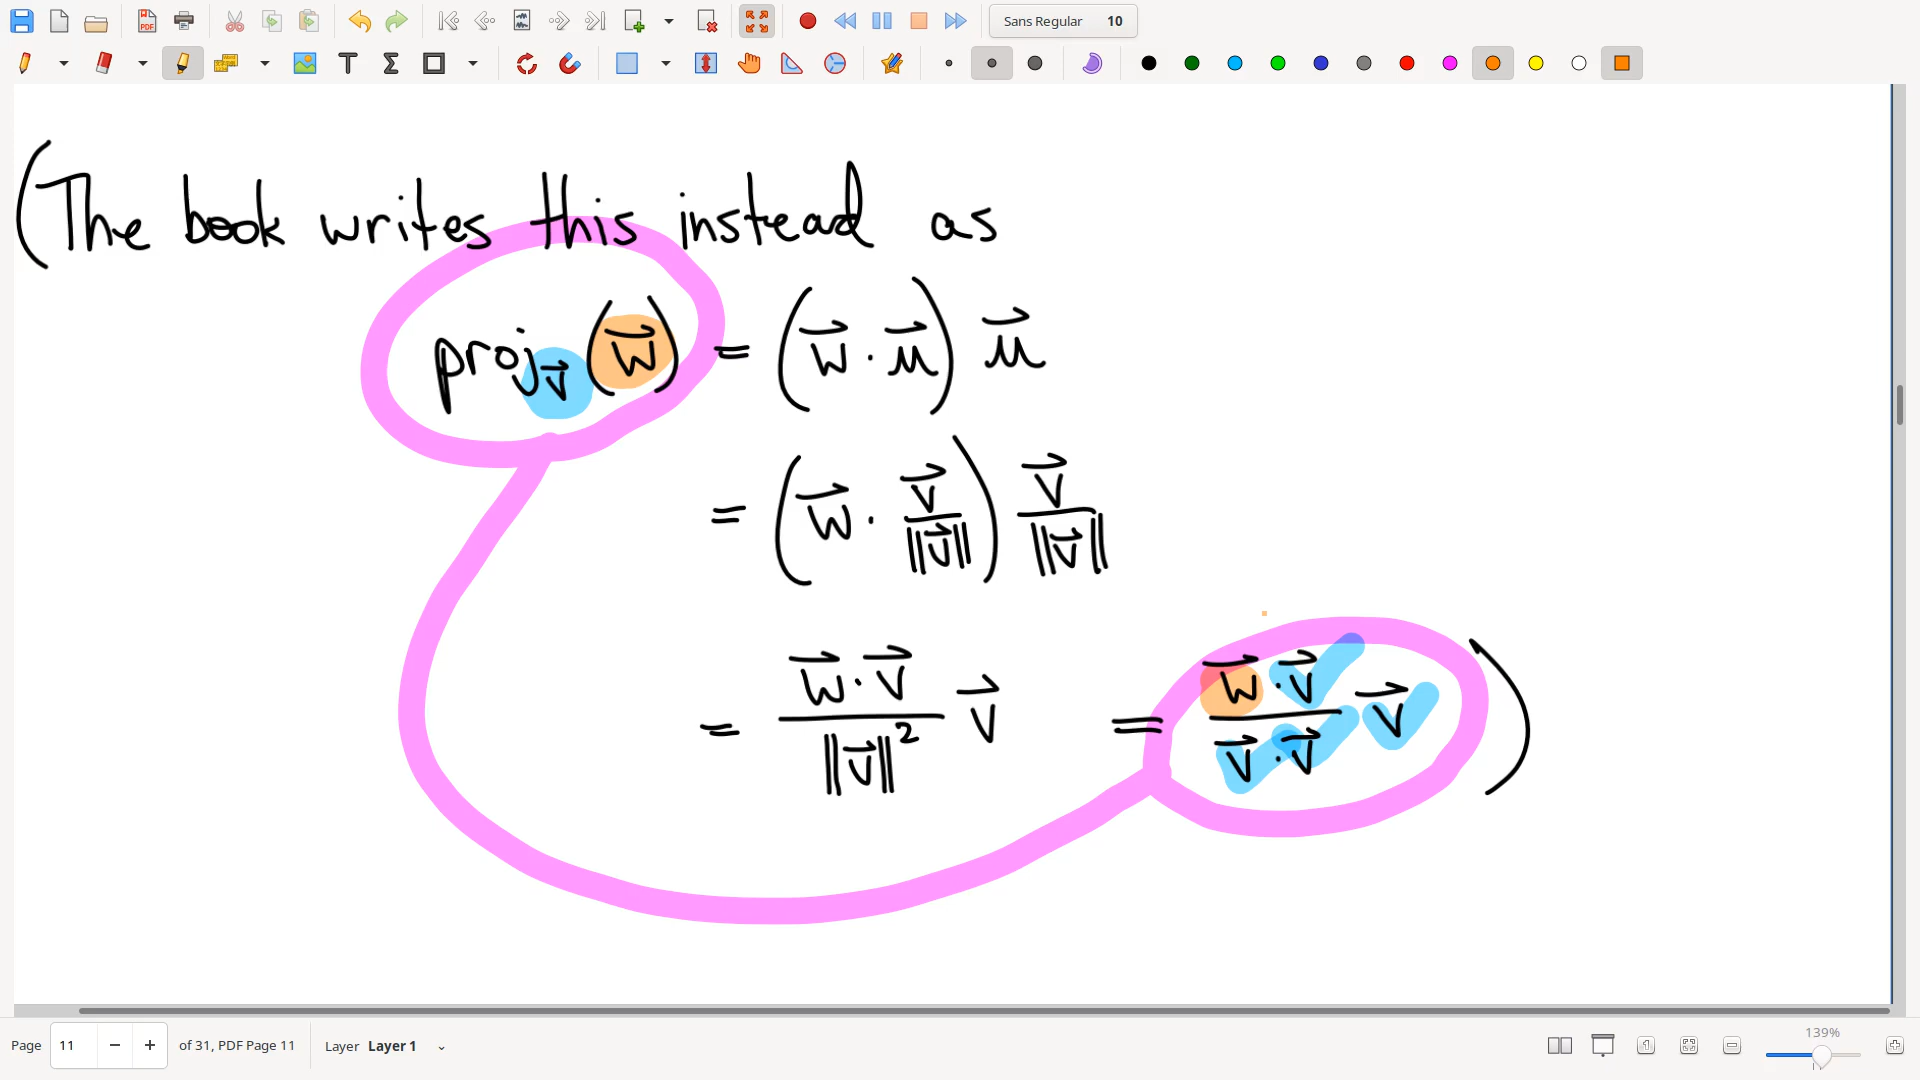 Sans Regular 10
(The book writes this instead as
proj_v⃗ (w⃗) = (w⃗ · u⃗) u⃗
= (w⃗ · v⃗/‖v⃗‖) v⃗/‖v⃗‖
= (w⃗ · v⃗)/‖v⃗‖² v⃗ = (w⃗ · v⃗)/(v⃗ · v⃗) v⃗)
Page 11 − + of 31, PDF Page 11 Layer Layer 1 139%